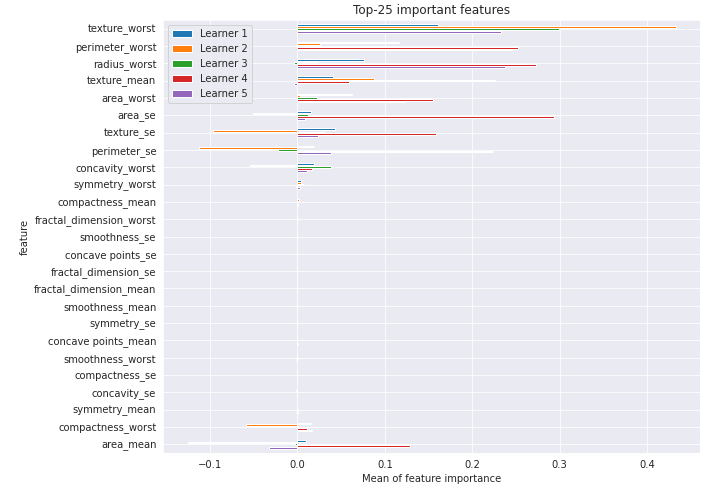 Top-25 important features
Learner 1
Learner 2
Learner 3
Learner 4
Learner 5
feature
texture_worst
perimeter_worst
radius_worst
texture_mean
area_worst
area_se
texture_se
perimeter_se
concavity_worst
symmetry_worst
compactness_mean
fractal_dimension_worst
smoothness_se
concave points_se
fractal_dimension_se
fractal_dimension_mean
smoothness_mean
symmetry_se
concave points_mean
smoothness_worst
compactness_se
concavity_se
symmetry_mean
compactness_worst
area_mean
−0.1 0.0 0.1 0.2 0.3 0.4
Mean of feature importance